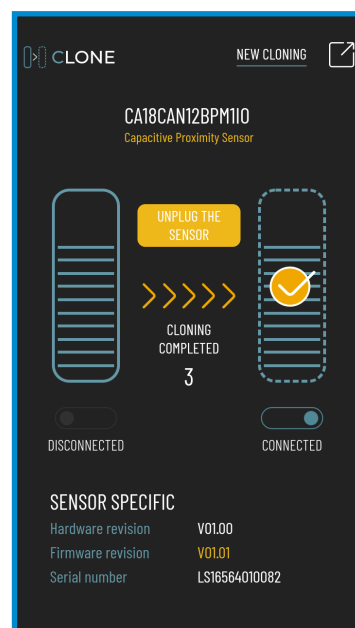 CLONE
NEW CLONING
CA18CAN12BPM1IO
Capacitive Proximity Sensor
UNPLUG THE
SENSOR
CLONING
COMPLETED
3
DISCONNECTED
CONNECTED
SENSOR SPECIFIC
Hardware revision V01.00
Firmware revision V01.01
Serial number LS16564010082